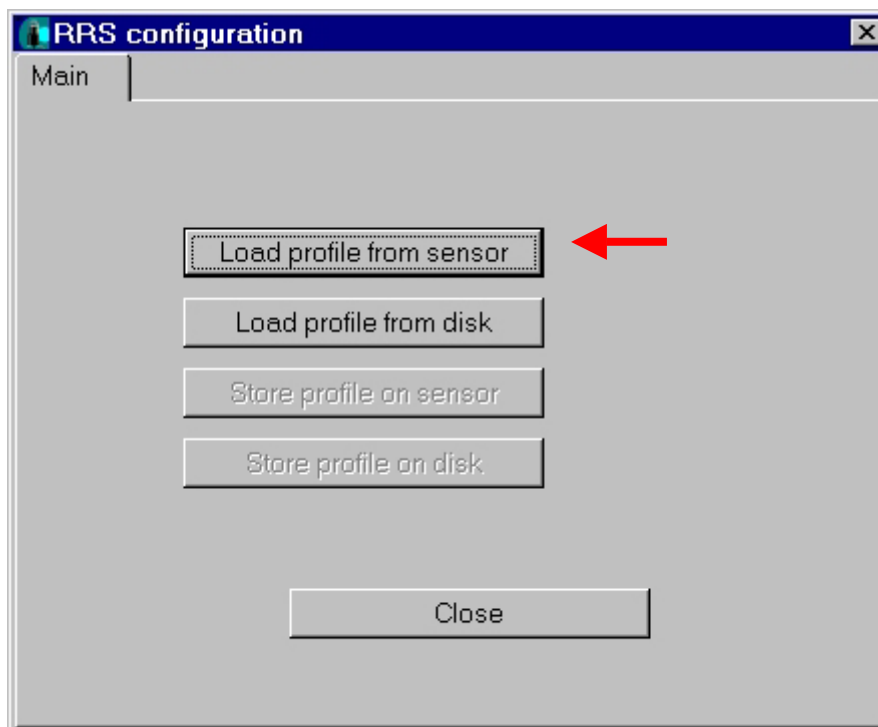 RRS configuration
Main
Load profile from sensor
Load profile from disk
Store profile on sensor
Store profile on disk
Close